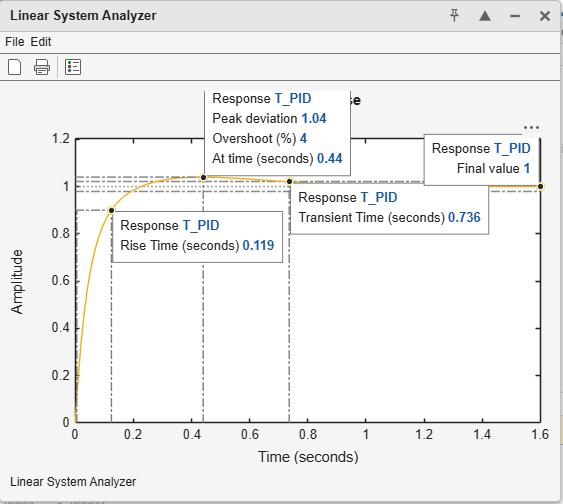 Linear System Analyzer
File Edit
Response T_PID
Peak deviation 1.04
Overshoot (%) 4
At time (seconds) 0.44
Response T_PID
Final value 1
Response T_PID
Transient Time (seconds) 0.736
Response T_PID
Rise Time (seconds) 0.119
Amplitude
1.2
1
0.8
0.6
0.4
0.2
0
0 0.2 0.4 0.6 0.8 1 1.2 1.4 1.6
Time (seconds)
Linear System Analyzer